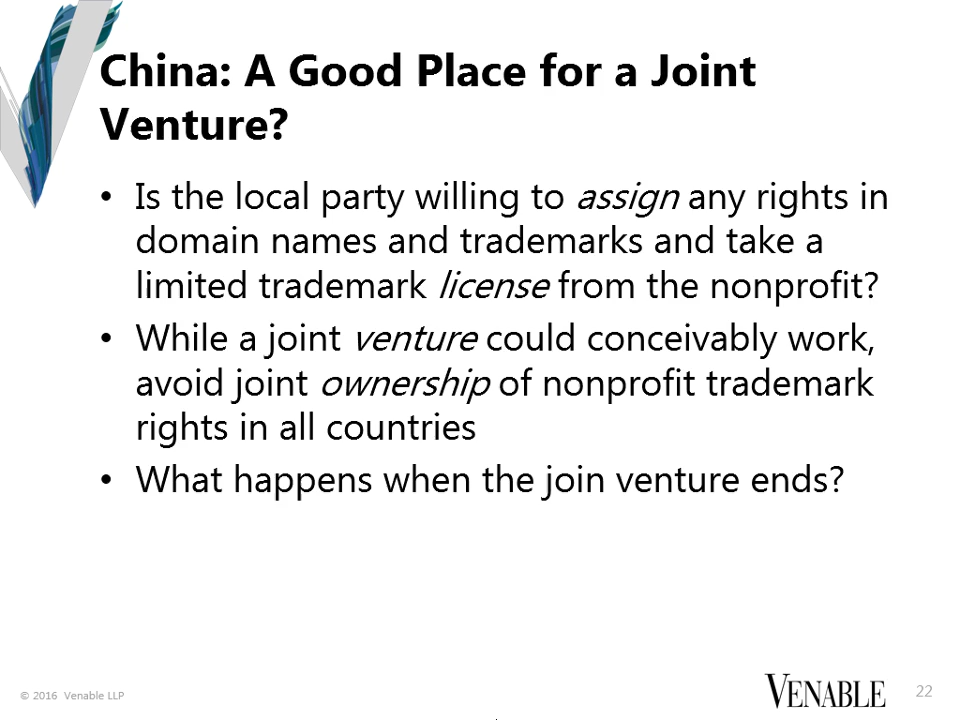 China: A Good Place for a Joint
Venture?
• Is the local party willing to assign any rights in
domain names and trademarks and take a
limited trademark license from the nonprofit?
• While a joint venture could conceivably work,
avoid joint ownership of nonprofit trademark
rights in all countries
• What happens when the join venture ends?
© 2016 Venable LLP
VENABLE
22